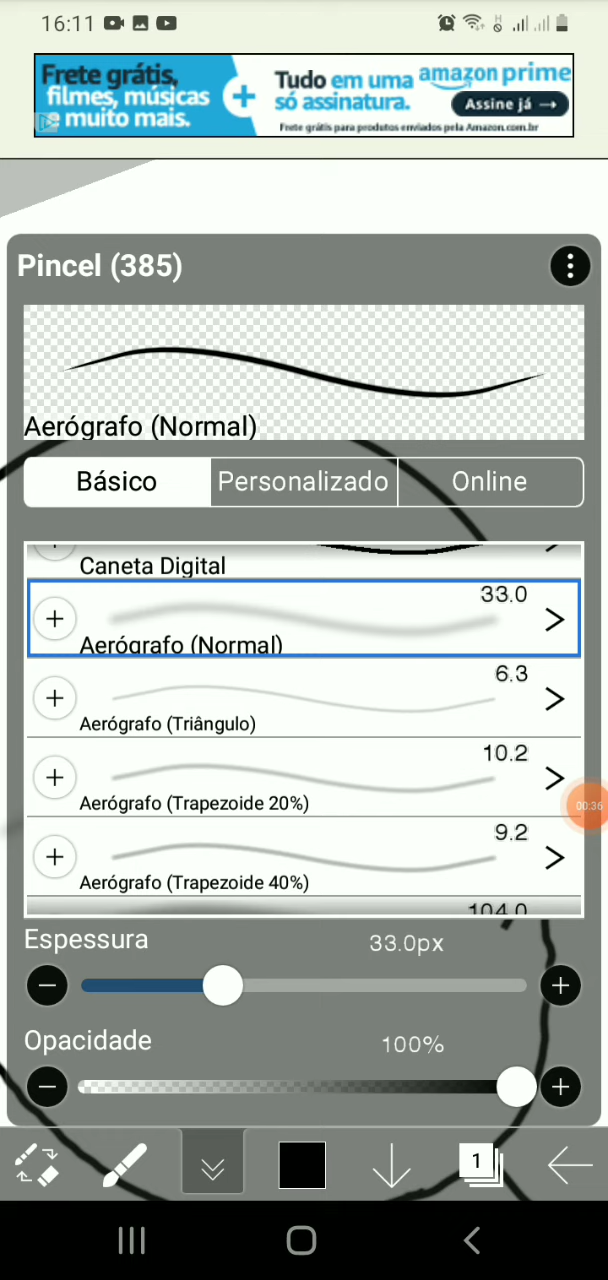 16:11
Frete grátis,
filmes, músicas
e muito mais.
+
Tudo em uma
só assinatura.
amazon prime
Assine já →
Frete grátis para produtos enviados pela Amazon.com.br
Pincel (385)
Aerógrafo (Normal)
Básico
Personalizado
Online
Caneta Digital
33.0
Aerógrafo (Normal)
6.3
Aerógrafo (Triângulo)
10.2
Aerógrafo (Trapezoide 20%)
00:36
9.2
Aerógrafo (Trapezoide 40%)
104.0
Espessura
33.0px
Opacidade
100%
1